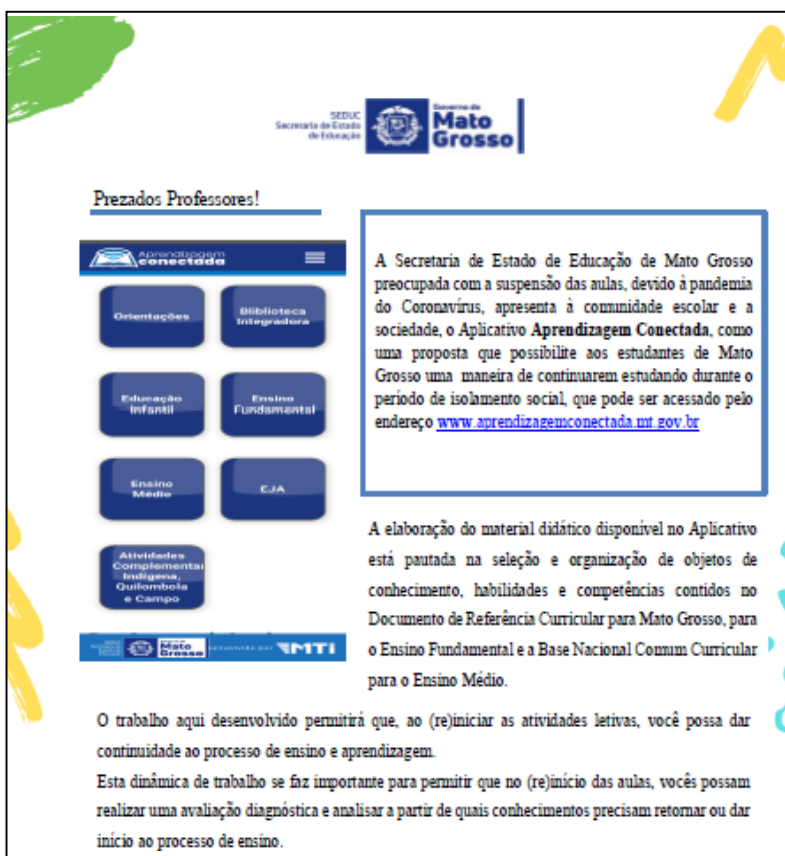 SEDUC
Secretaria de Estado
de Educação
Governo de
Mato
Grosso
Prezados Professores!
Aprendizagem
conectada
Orientações
Bliblioteca
Integradora
Educação
Infantil
Ensino
Fundamental
Ensino
Médio
EJA
Atividades
Complementar
Indígena,
Quilombola
e Campo
Mato
Grosso
desenvolvido por MTI
A Secretaria de Estado de Educação de Mato Grosso
preocupada com a suspensão das aulas, devido à pandemia
do Coronavírus, apresenta à comunidade escolar e a
sociedade, o Aplicativo Aprendizagem Conectada, como
uma proposta que possibilite aos estudantes de Mato
Grosso uma maneira de continuarem estudando durante o
período de isolamento social, que pode ser acessado pelo
endereço www.aprendizagemconectada.mt.gov.br
A elaboração do material didático disponível no Aplicativo
está pautada na seleção e organização de objetos de
conhecimento, habilidades e competências contidos no
Documento de Referência Curricular para Mato Grosso, para
o Ensino Fundamental e a Base Nacional Comum Curricular
para o Ensino Médio.
O trabalho aqui desenvolvido permitirá que, ao (re)iniciar as atividades letivas, você possa dar
continuidade ao processo de ensino e aprendizagem.
Esta dinâmica de trabalho se faz importante para permitir que no (re)início das aulas, vocês possam
realizar uma avaliação diagnóstica e analisar a partir de quais conhecimentos precisam retornar ou dar
início ao processo de ensino.